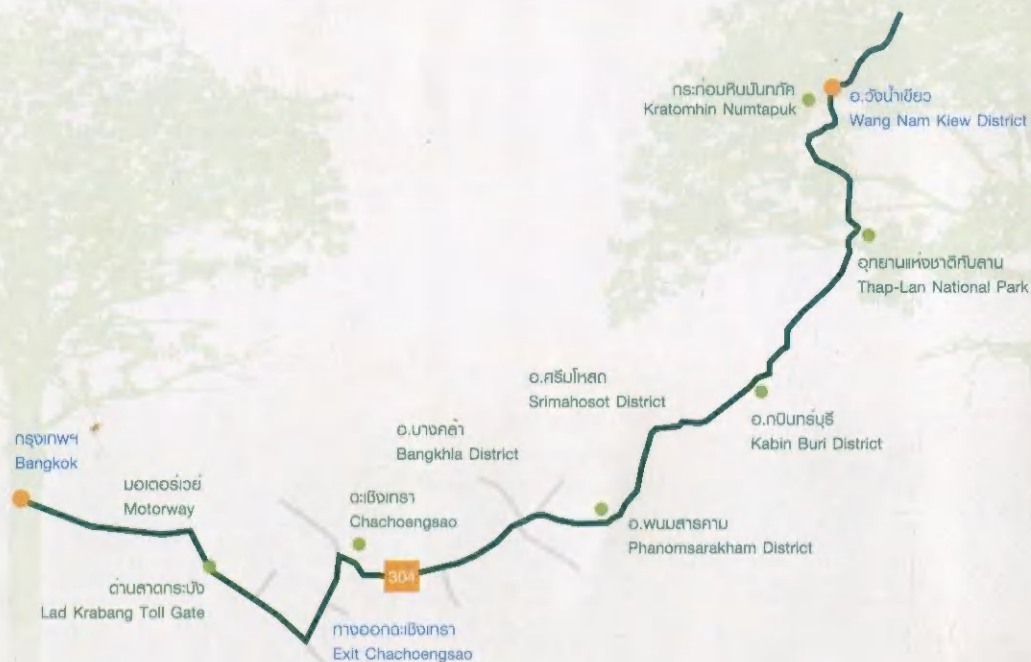 กระท่อมหินนันทภัค
Kratomhin Numtapuk
อ.วังน้ำเขียว
Wang Nam Kiew District
อุทยานแห่งชาติทับลาน
Thap-Lan National Park
อ.ศรีมโหสถ
Srimahosot District
อ.กบินทร์บุรี
Kabin Buri District
อ.บางคล้า
Bangkhla District
กรุงเทพฯ
Bangkok
มอเตอร์เวย์
Motorway
ฉะเชิงเทรา
Chachoengsao
อ.พนมสารคาม
Phanomsarakham District
304
ด่านลาดกระบัง
Lad Krabang Toll Gate
ทางออกฉะเชิงเทรา
Exit Chachoengsao